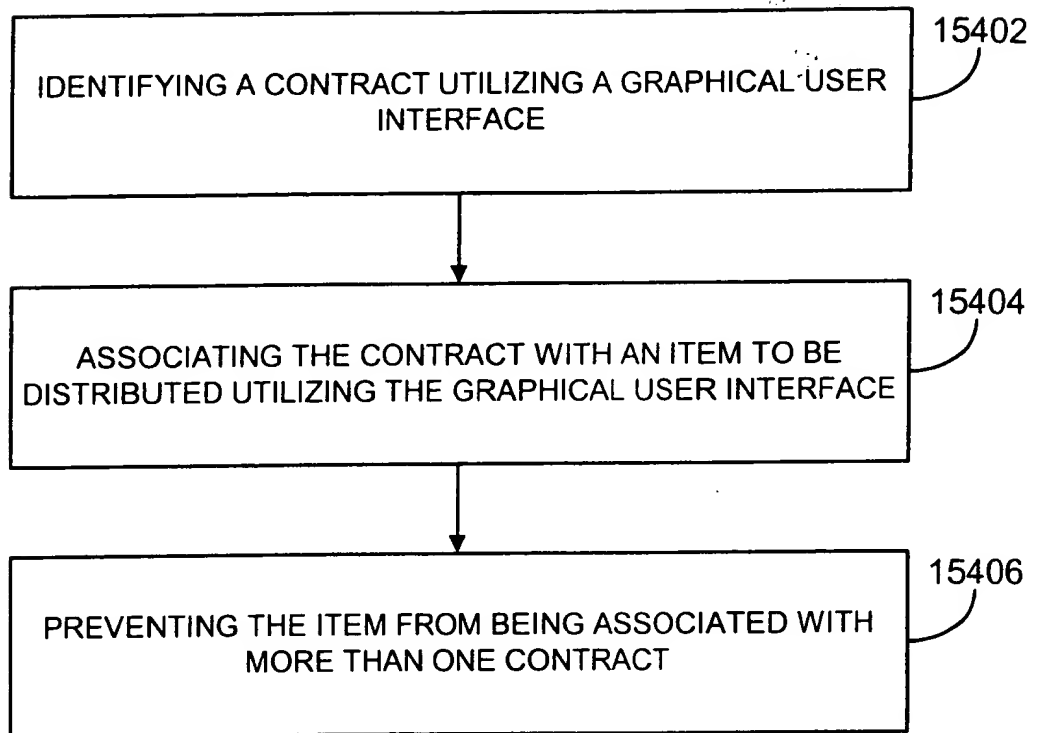 15402
IDENTIFYING A CONTRACT UTILIZING A GRAPHICAL USER
INTERFACE
15404
ASSOCIATING THE CONTRACT WITH AN ITEM TO BE
DISTRIBUTED UTILIZING THE GRAPHICAL USER INTERFACE
15406
PREVENTING THE ITEM FROM BEING ASSOCIATED WITH
MORE THAN ONE CONTRACT